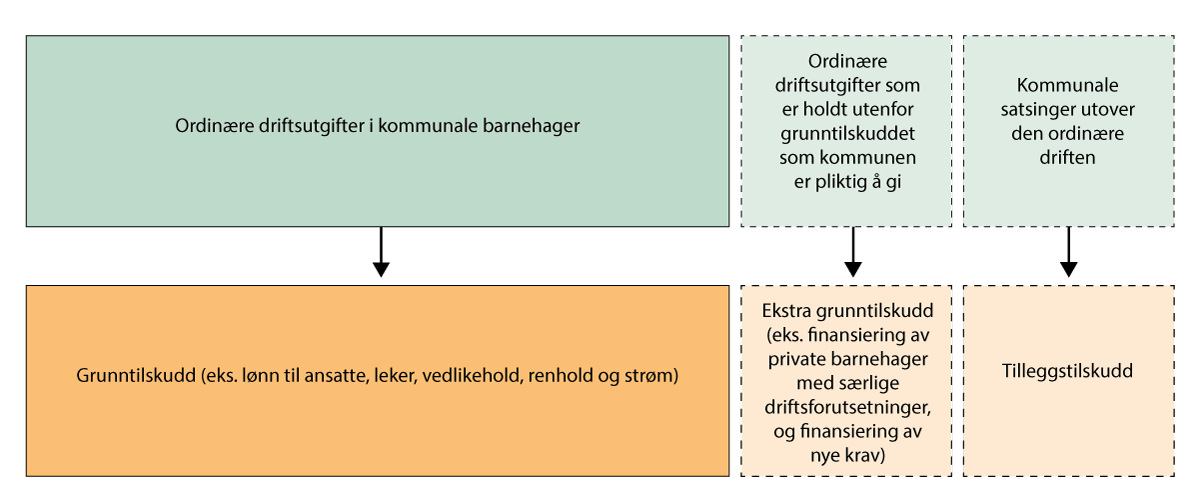 Ordinære driftsutgifter i kommunale barnehager
Ordinære
driftsutgifter som
er holdt utenfor
grunntilskuddet
som kommunen
er pliktig å gi
Kommunale
satsinger utover
den ordinære
driften
Grunntilskudd (eks. lønn til ansatte, leker, vedlikehold, renhold og strøm)
Ekstra grunntilskudd
(eks. finansiering av
private barnehager
med særlige
driftsforutsetninger,
og finansiering av
nye krav)
Tilleggstilskudd